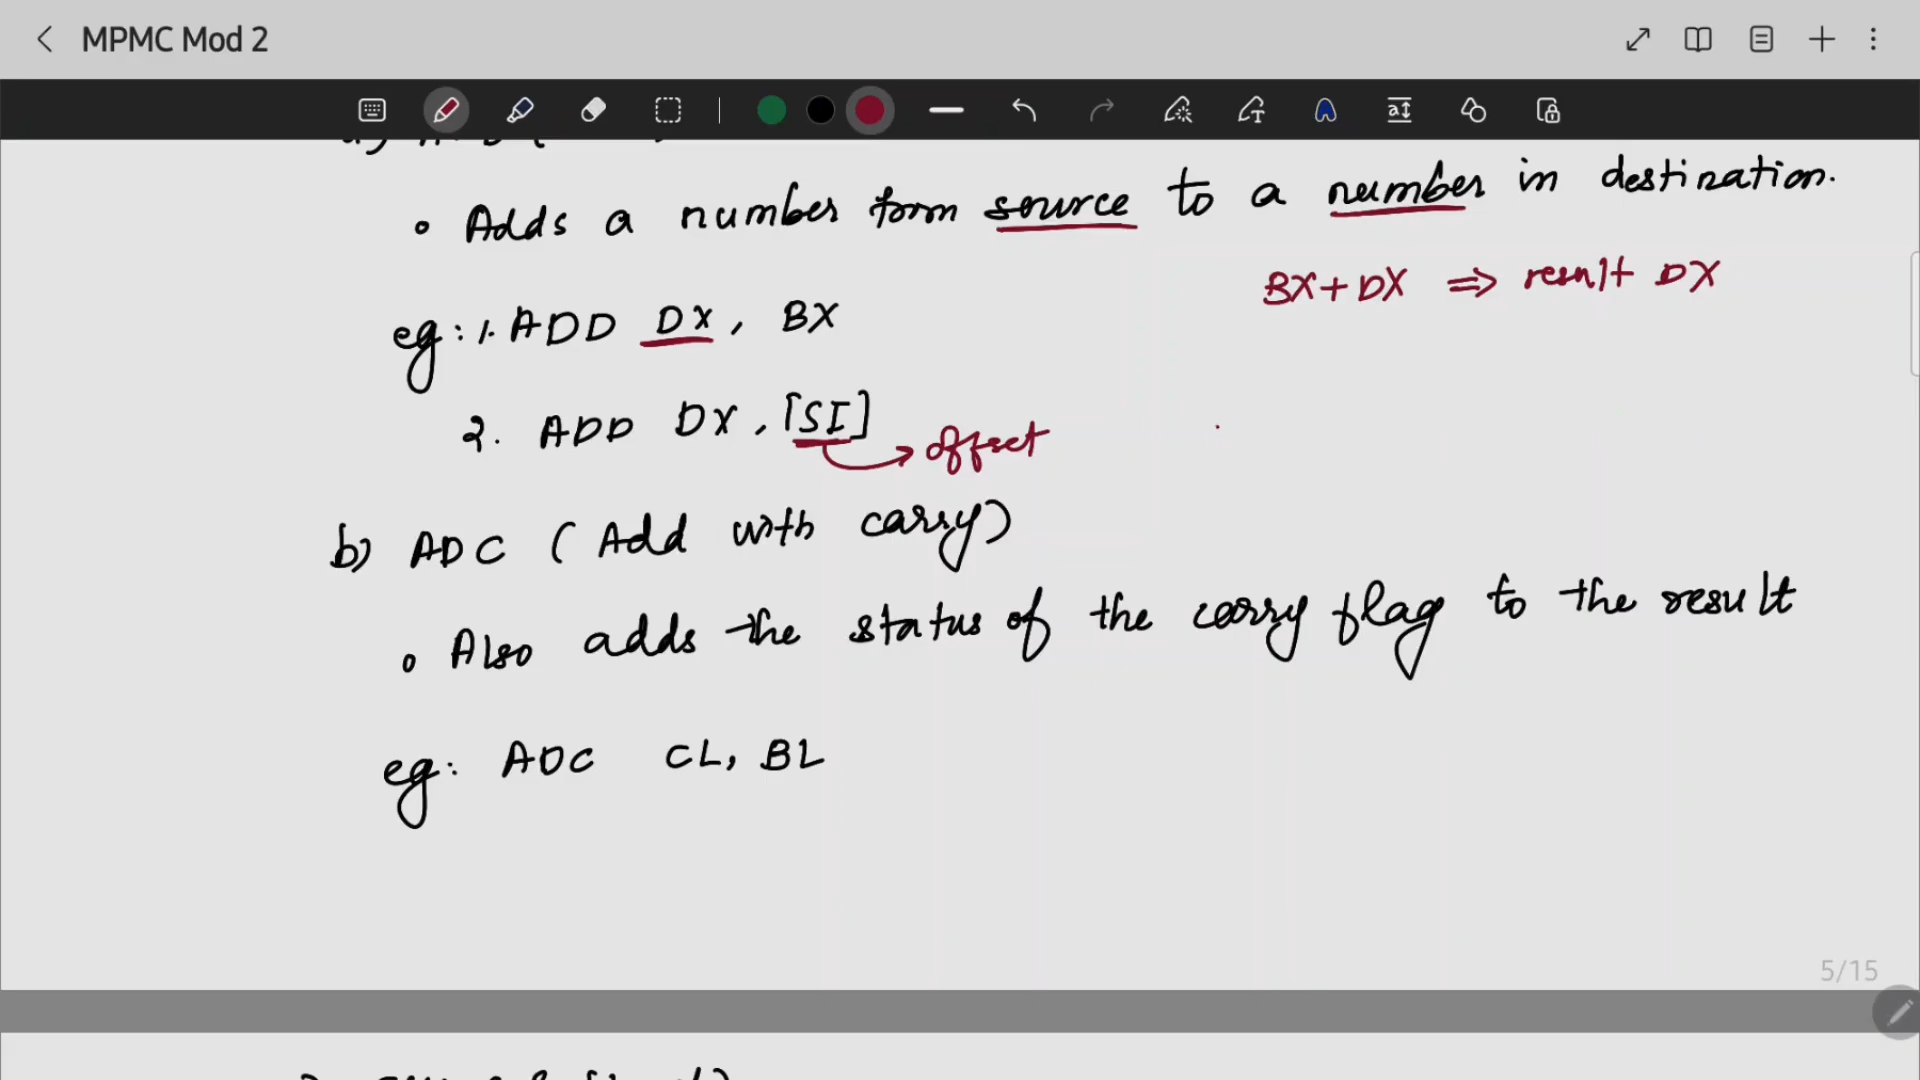 MPMC Mod 2
• Adds a number form source to a number in destination.
BX+DX ⇒ result DX
eg: 1. ADD DX, BX
2. ADD DX, [SI]
offset
b) ADC (Add with carry)
• Also adds the status of the carry flag to the result
eg: ADC CL, BL
5/15